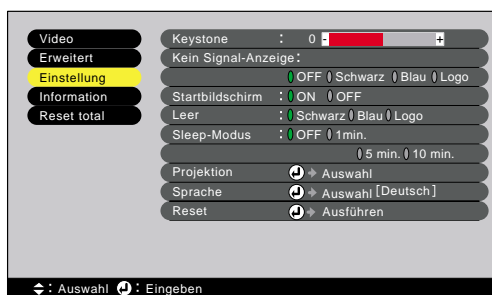 Video
Erweitert
Einstellung
Information
Reset total
Keystone : 0 - +
Kein Signal-Anzeige:
OFF Schwarz Blau Logo
Startbildschirm : ON OFF
Leer : Schwarz Blau Logo
Sleep-Modus : OFF 1min.
5 min. 10 min.
Projektion Auswahl
Sprache Auswahl [Deutsch]
Reset Ausführen
: Auswahl : Eingeben